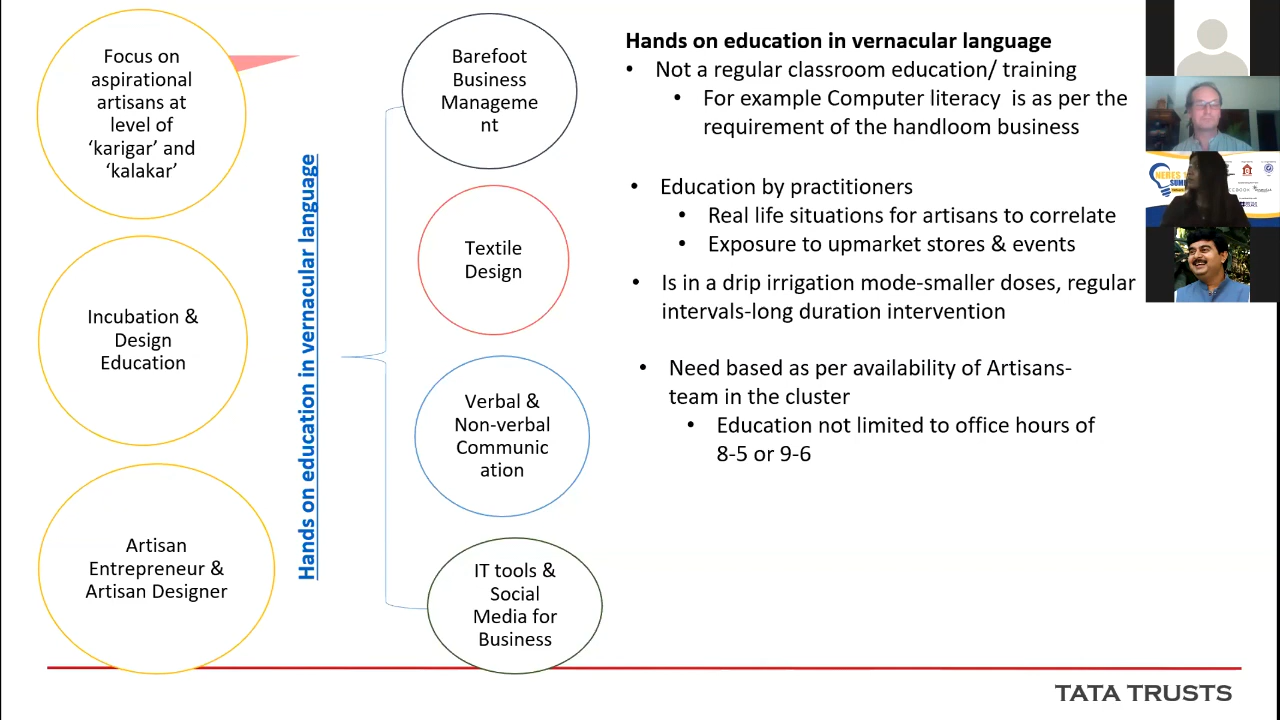 Focus on
aspirational
artisans at
level of
‘karigar’ and
‘kalakar’
Incubation &
Design
Education
Artisan
Entrepreneur &
Artisan Designer
Hands on education in vernacular language
Barefoot
Business
Manageme
nt
Textile
Design
Verbal &
Non-verbal
Communic
ation
IT tools &
Social
Media for
Business
Hands on education in vernacular language
• Not a regular classroom education/ training
• For example Computer literacy is as per the
requirement of the handloom business
• Education by practitioners
• Real life situations for artisans to correlate
• Exposure to upmarket stores & events
• Is in a drip irrigation mode-smaller doses, regular
intervals-long duration intervention
• Need based as per availability of Artisans-
team in the cluster
• Education not limited to office hours of
8-5 or 9-6
TATA TRUSTS